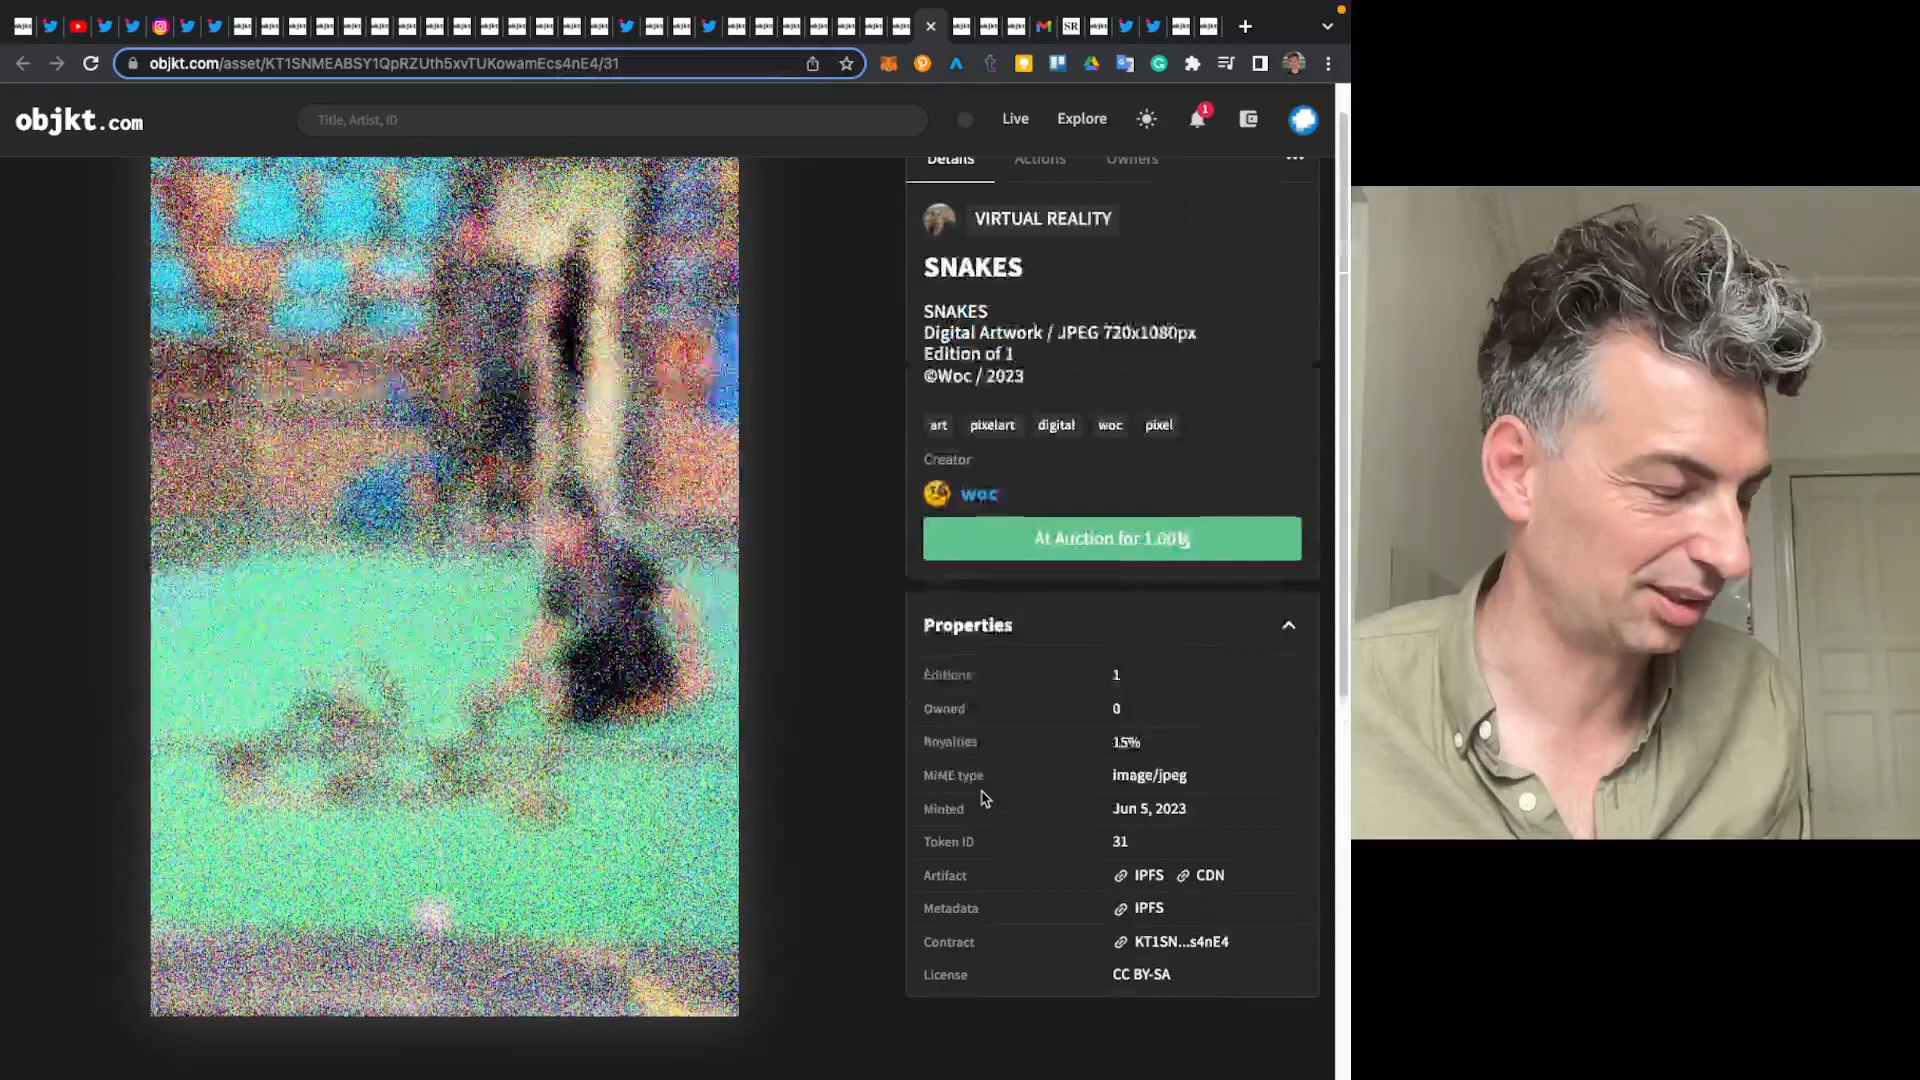 objkt.com/asset/KT1SNMEABSY1QpRZUth5xvTUKowamEcs4nE4/31
objkt.com
Title, Artist, ID
Live
Explore
1
Details
Actions
Owners
VIRTUAL REALITY
SNAKES
SNAKES
Digital Artwork / JPEG 720x1080px
Edition of 1
©Woc / 2023
art pixelart digital woc pixel
Creator
woc
At Auction for 1.00
Properties
Editions 1
Owned 0
Royalties 15%
MIME type image/jpeg
Minted Jun 5, 2023
Token ID 31
Artifact IPFS CDN
Metadata IPFS
Contract KT1SN...s4nE4
License CC BY-SA